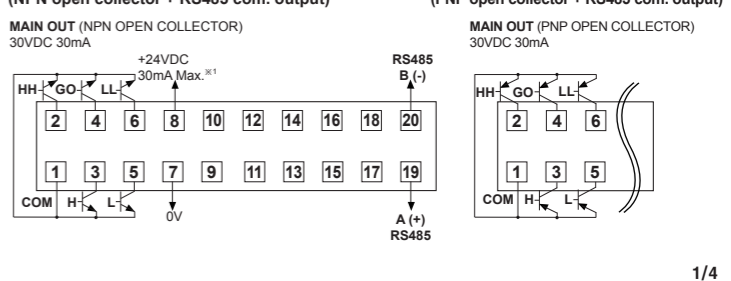 (NPN open collector + RS485 com. output)
(PNP open collector + RS485 com. output)
MAIN OUT (NPN OPEN COLLECTOR)
30VDC 30mA
+24VDC
30mA Max.※1
RS485
B (-)
HH GO LL
2 4 6 8 10 12 14 16 18 20
1 3 5 7 9 11 13 15 17 19
COM H L
0V
A (+)
RS485
MAIN OUT (PNP OPEN COLLECTOR)
30VDC 30mA
HH GO LL
2 4 6
1 3 5
COM H L
1/4